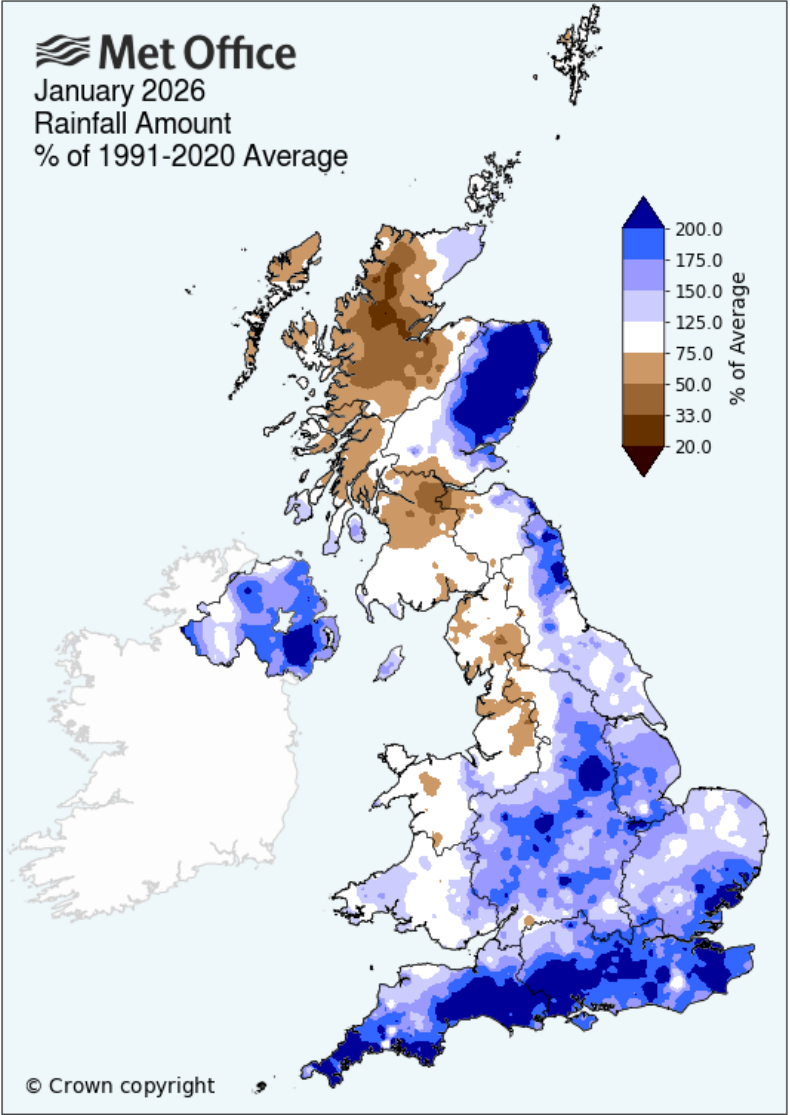 Met Office
January 2026
Rainfall Amount
% of 1991-2020 Average
200.0
175.0
150.0
125.0
75.0
50.0
33.0
20.0
% of Average
© Crown copyright